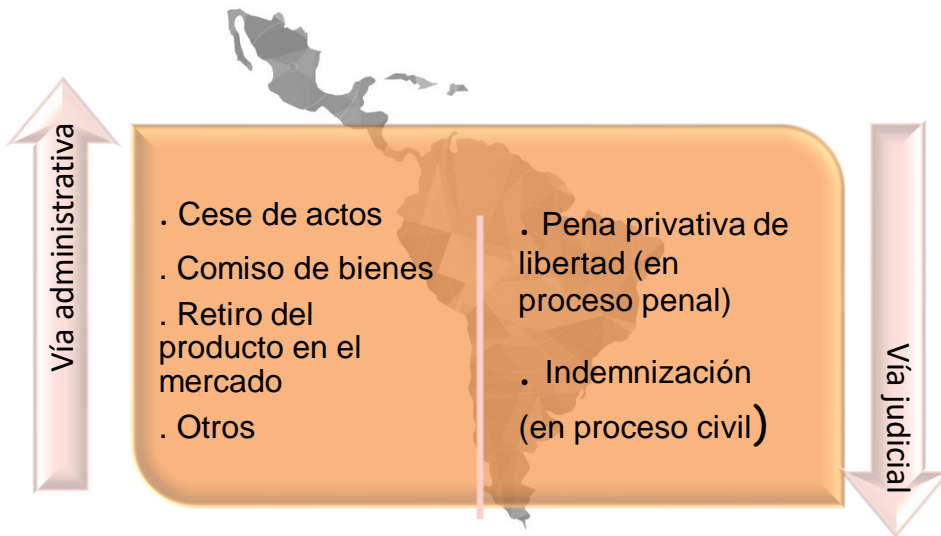 Vía administrativa
. Cese de actos
. Comiso de bienes
. Retiro del
producto en el
mercado
. Otros
. Pena privativa de
libertad (en
proceso penal)
. Indemnización
(en proceso civil)
Vía judicial